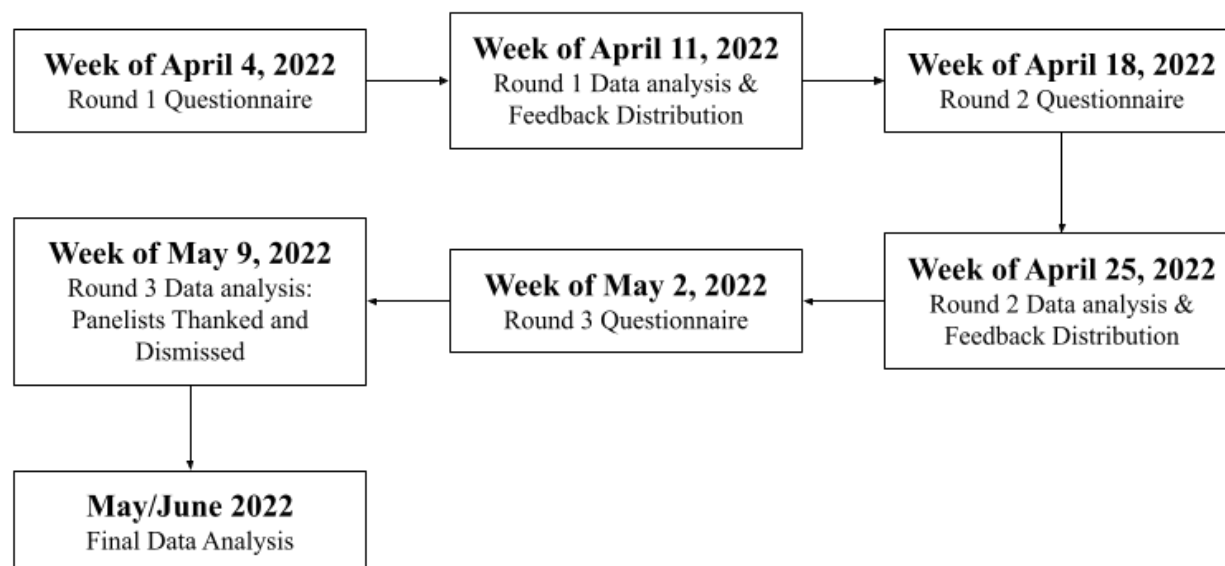 Week of April 4, 2022
Round 1 Questionnaire
Week of April 11, 2022
Round 1 Data analysis &
Feedback Distribution
Week of April 18, 2022
Round 2 Questionnaire
Week of April 25, 2022
Round 2 Data analysis &
Feedback Distribution
Week of May 2, 2022
Round 3 Questionnaire
Week of May 9, 2022
Round 3 Data analysis:
Panelists Thanked and
Dismissed
May/June 2022
Final Data Analysis